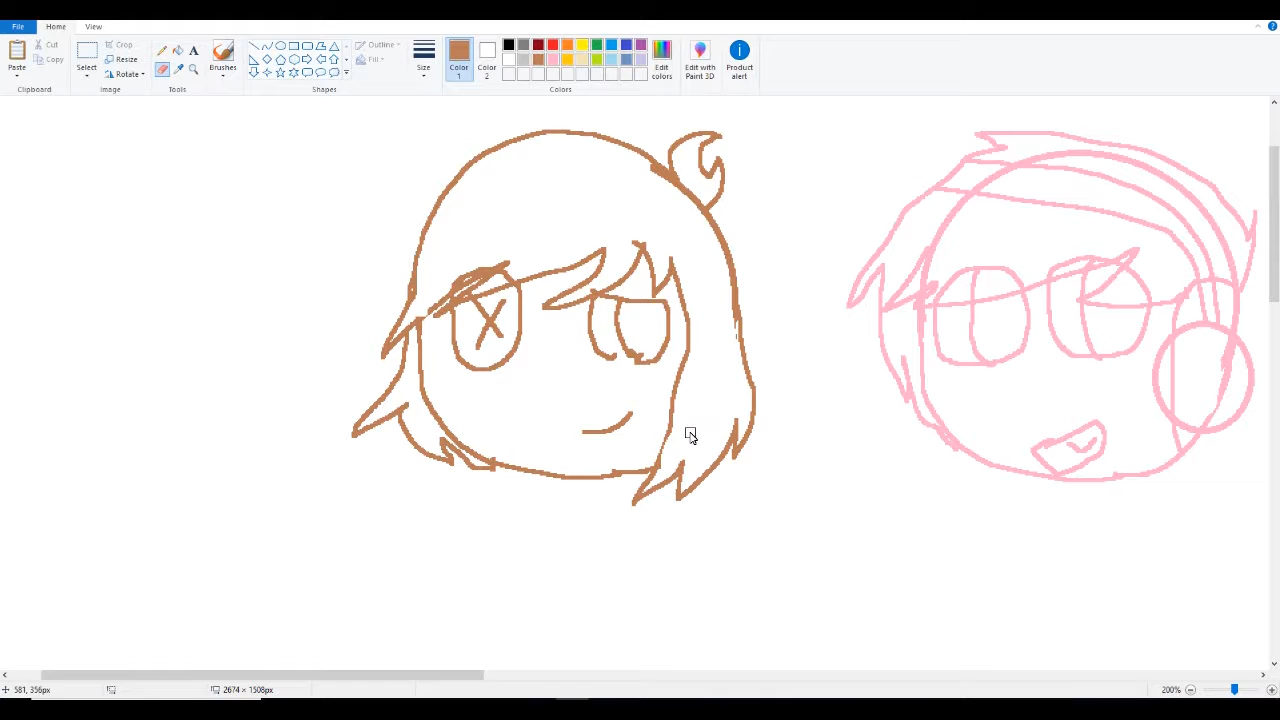 File Home View
Paste Cut Copy
Select Crop Resize Rotate
A
Brushes
Outline
Fill
Size
Color 1
Color 2
Edit colors
Edit with Paint 3D
Product alert
Clipboard Image Tools Shapes Colors
581, 356px 2674 × 1508px 200%